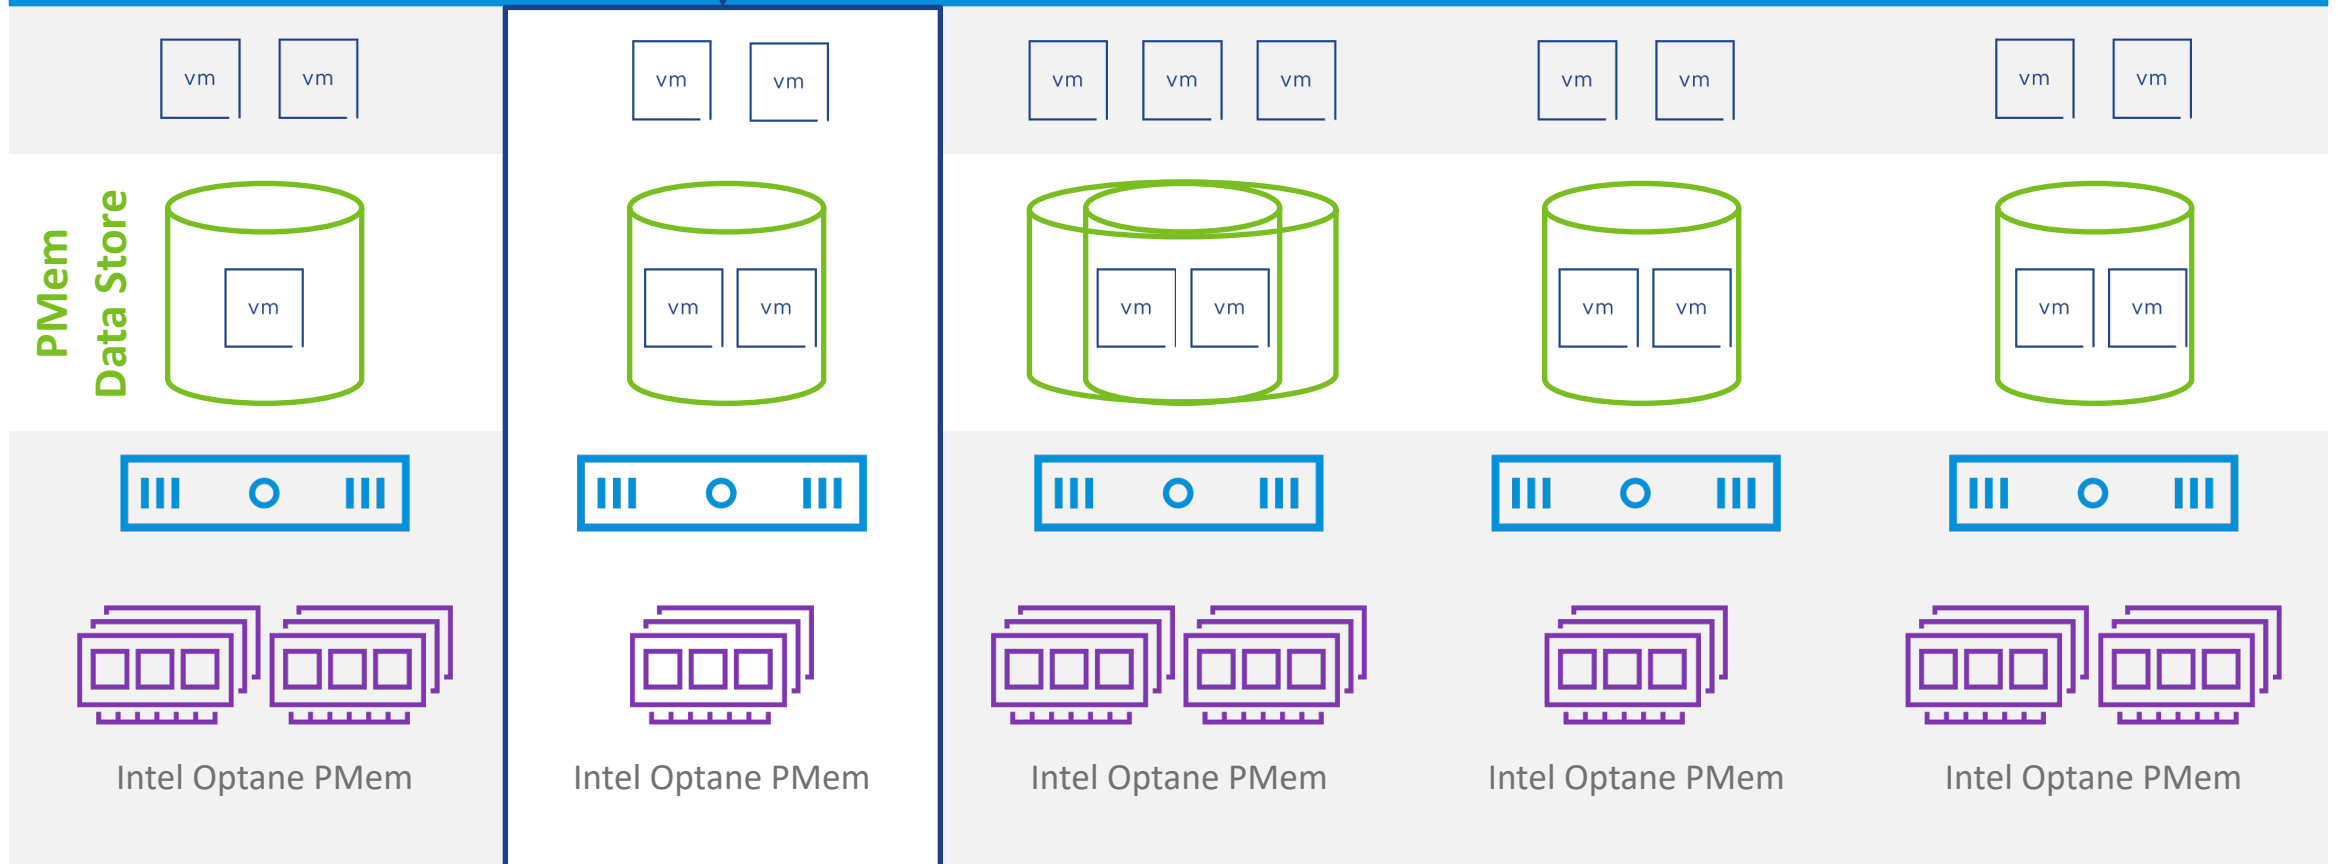 vm vm vm vm vm vm vm vm vm vm vm
PMem
Data Store
vm vm vm vm vm vm vm vm vm
Intel Optane PMem Intel Optane PMem Intel Optane PMem Intel Optane PMem Intel Optane PMem